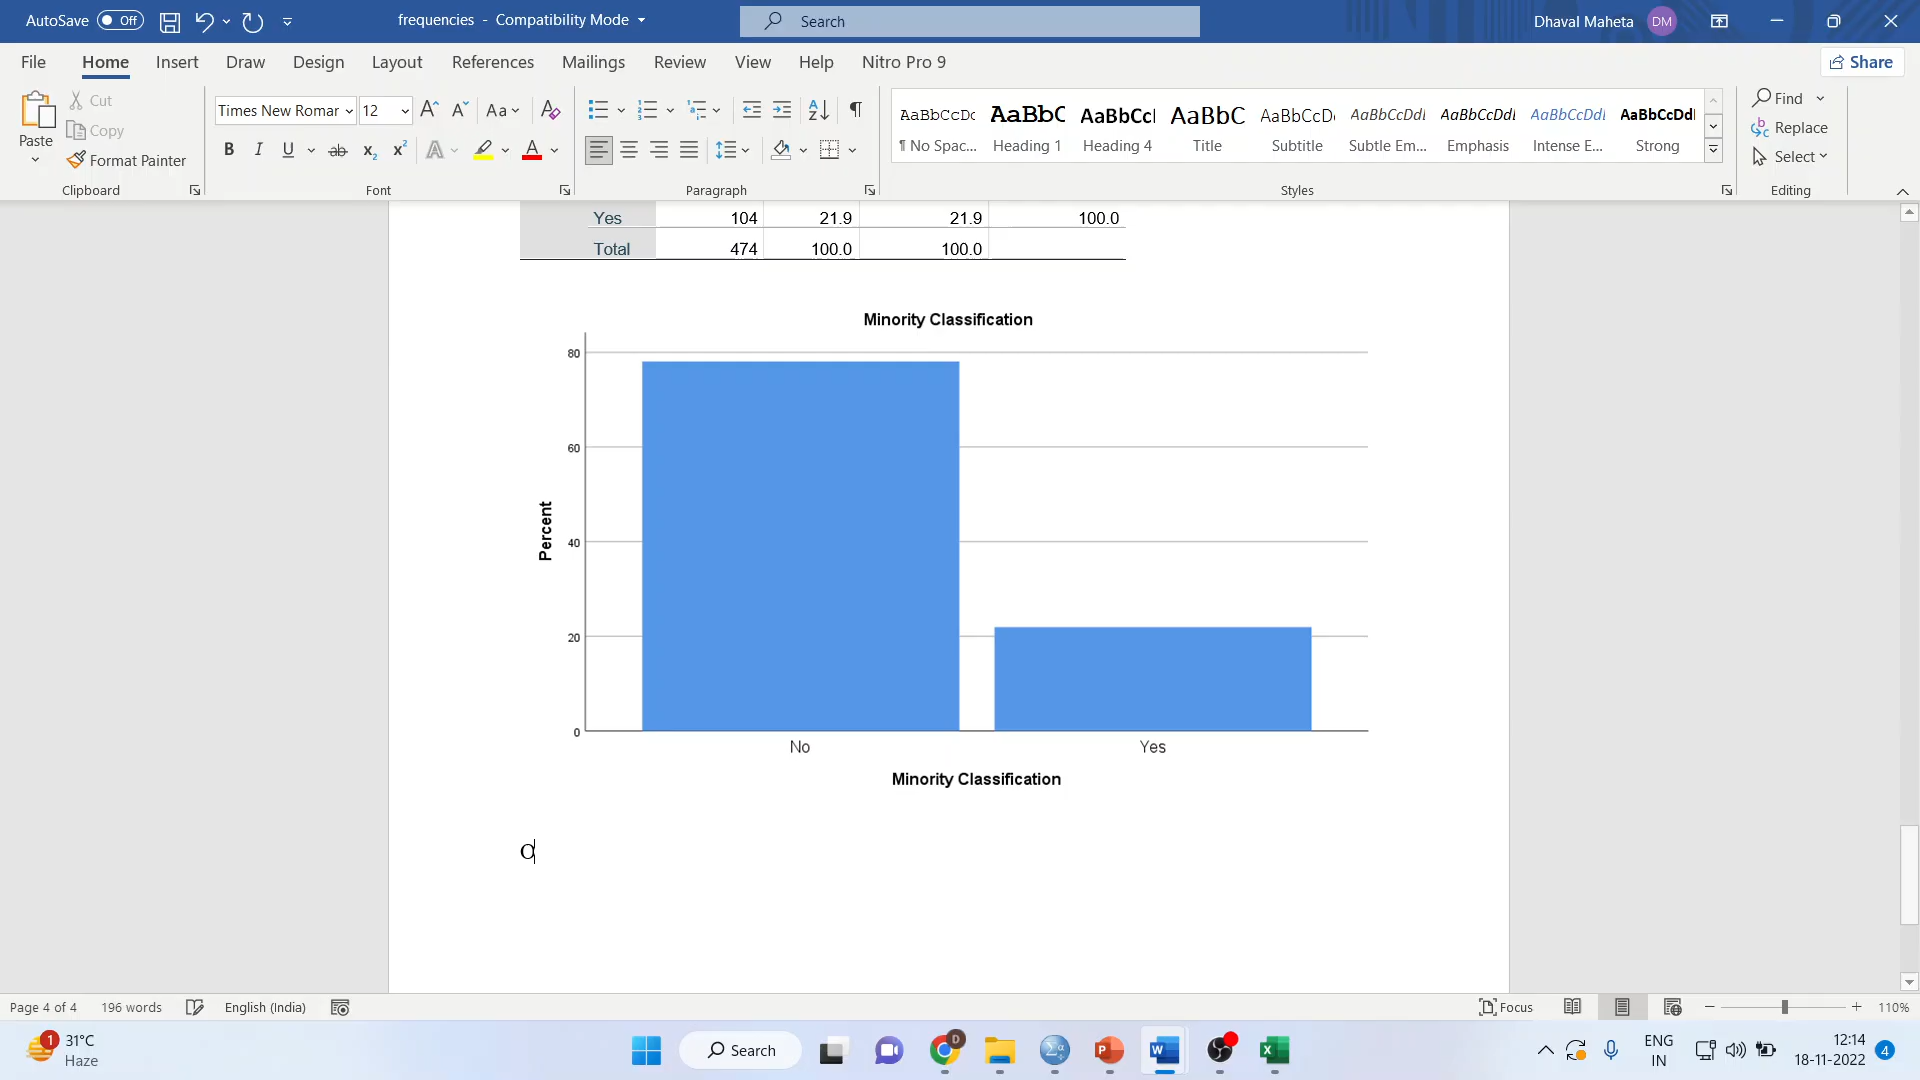 AutoSave Off frequencies - Compatibility Mode Search Dhaval Maheta DM
File Home Insert Draw Design Layout References Mailings Review View Help Nitro Pro 9 Share
Paste
Cut
Copy
Format Painter
Clipboard
Times New Romar 12
Font
Paragraph
AaBbCcDc AaBbC AaBbCcI AaBbC AaBbCcD AaBbCcDdI AaBbCcDdI AaBbCcDdI AaBbCcDdI
¶ No Spac... Heading 1 Heading 4 Title Subtitle Subtle Em... Emphasis Intense E... Strong
Styles
Find
Replace
Select
Editing
Yes 104 21.9 21.9 100.0
Total 474 100.0 100.0
Minority Classification
80
60
40
20
0
Percent
No Yes
Minority Classification
O
Page 4 of 4 196 words English (India) Focus 110%
1 31°C
Haze
Search
ENG
IN
12:14
18-11-2022
4